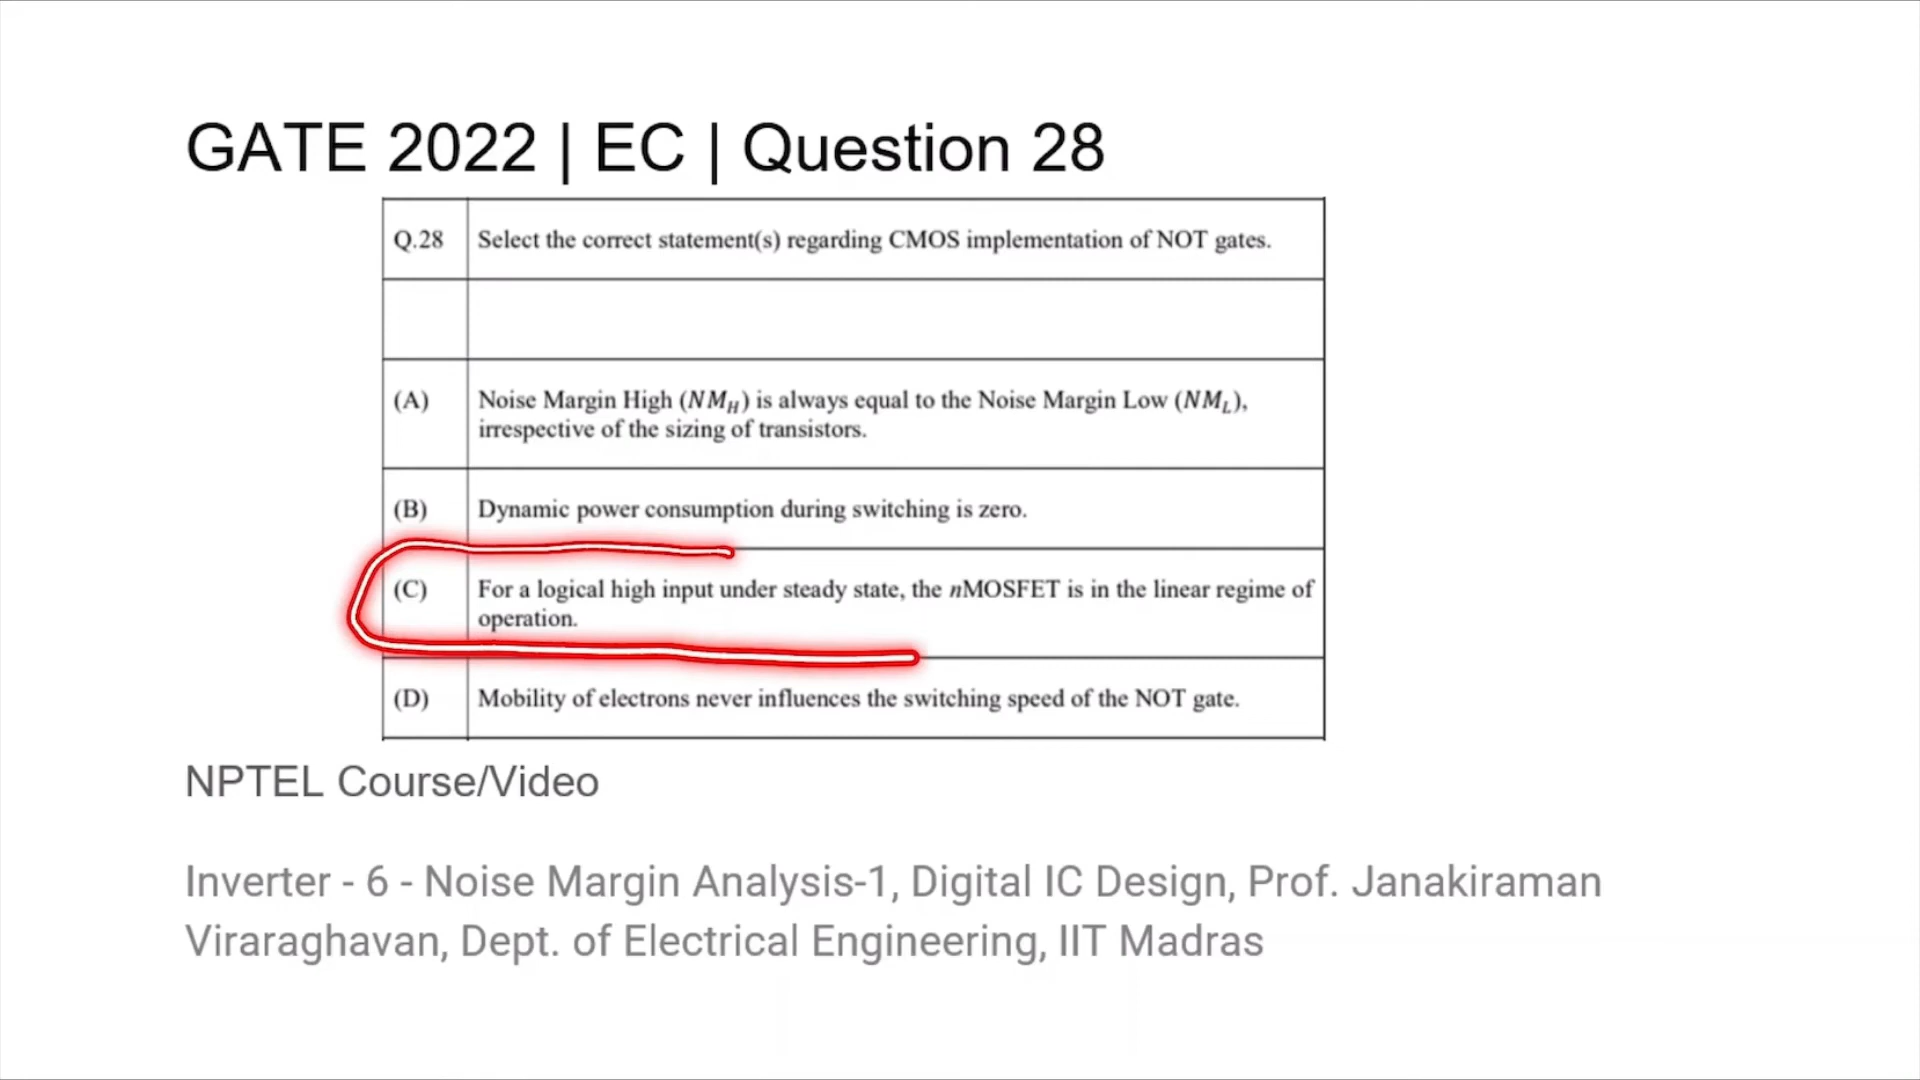 GATE 2022 | EC | Question 28
Q.28 Select the correct statement(s) regarding CMOS implementation of NOT gates.
(A) Noise Margin High (NM_H) is always equal to the Noise Margin Low (NM_L),
irrespective of the sizing of transistors.
(B) Dynamic power consumption during switching is zero.
(C) For a logical high input under steady state, the nMOSFET is in the linear regime of
operation.
(D) Mobility of electrons never influences the switching speed of the NOT gate.
NPTEL Course/Video
Inverter - 6 - Noise Margin Analysis-1, Digital IC Design, Prof. Janakiraman
Viraraghavan, Dept. of Electrical Engineering, IIT Madras